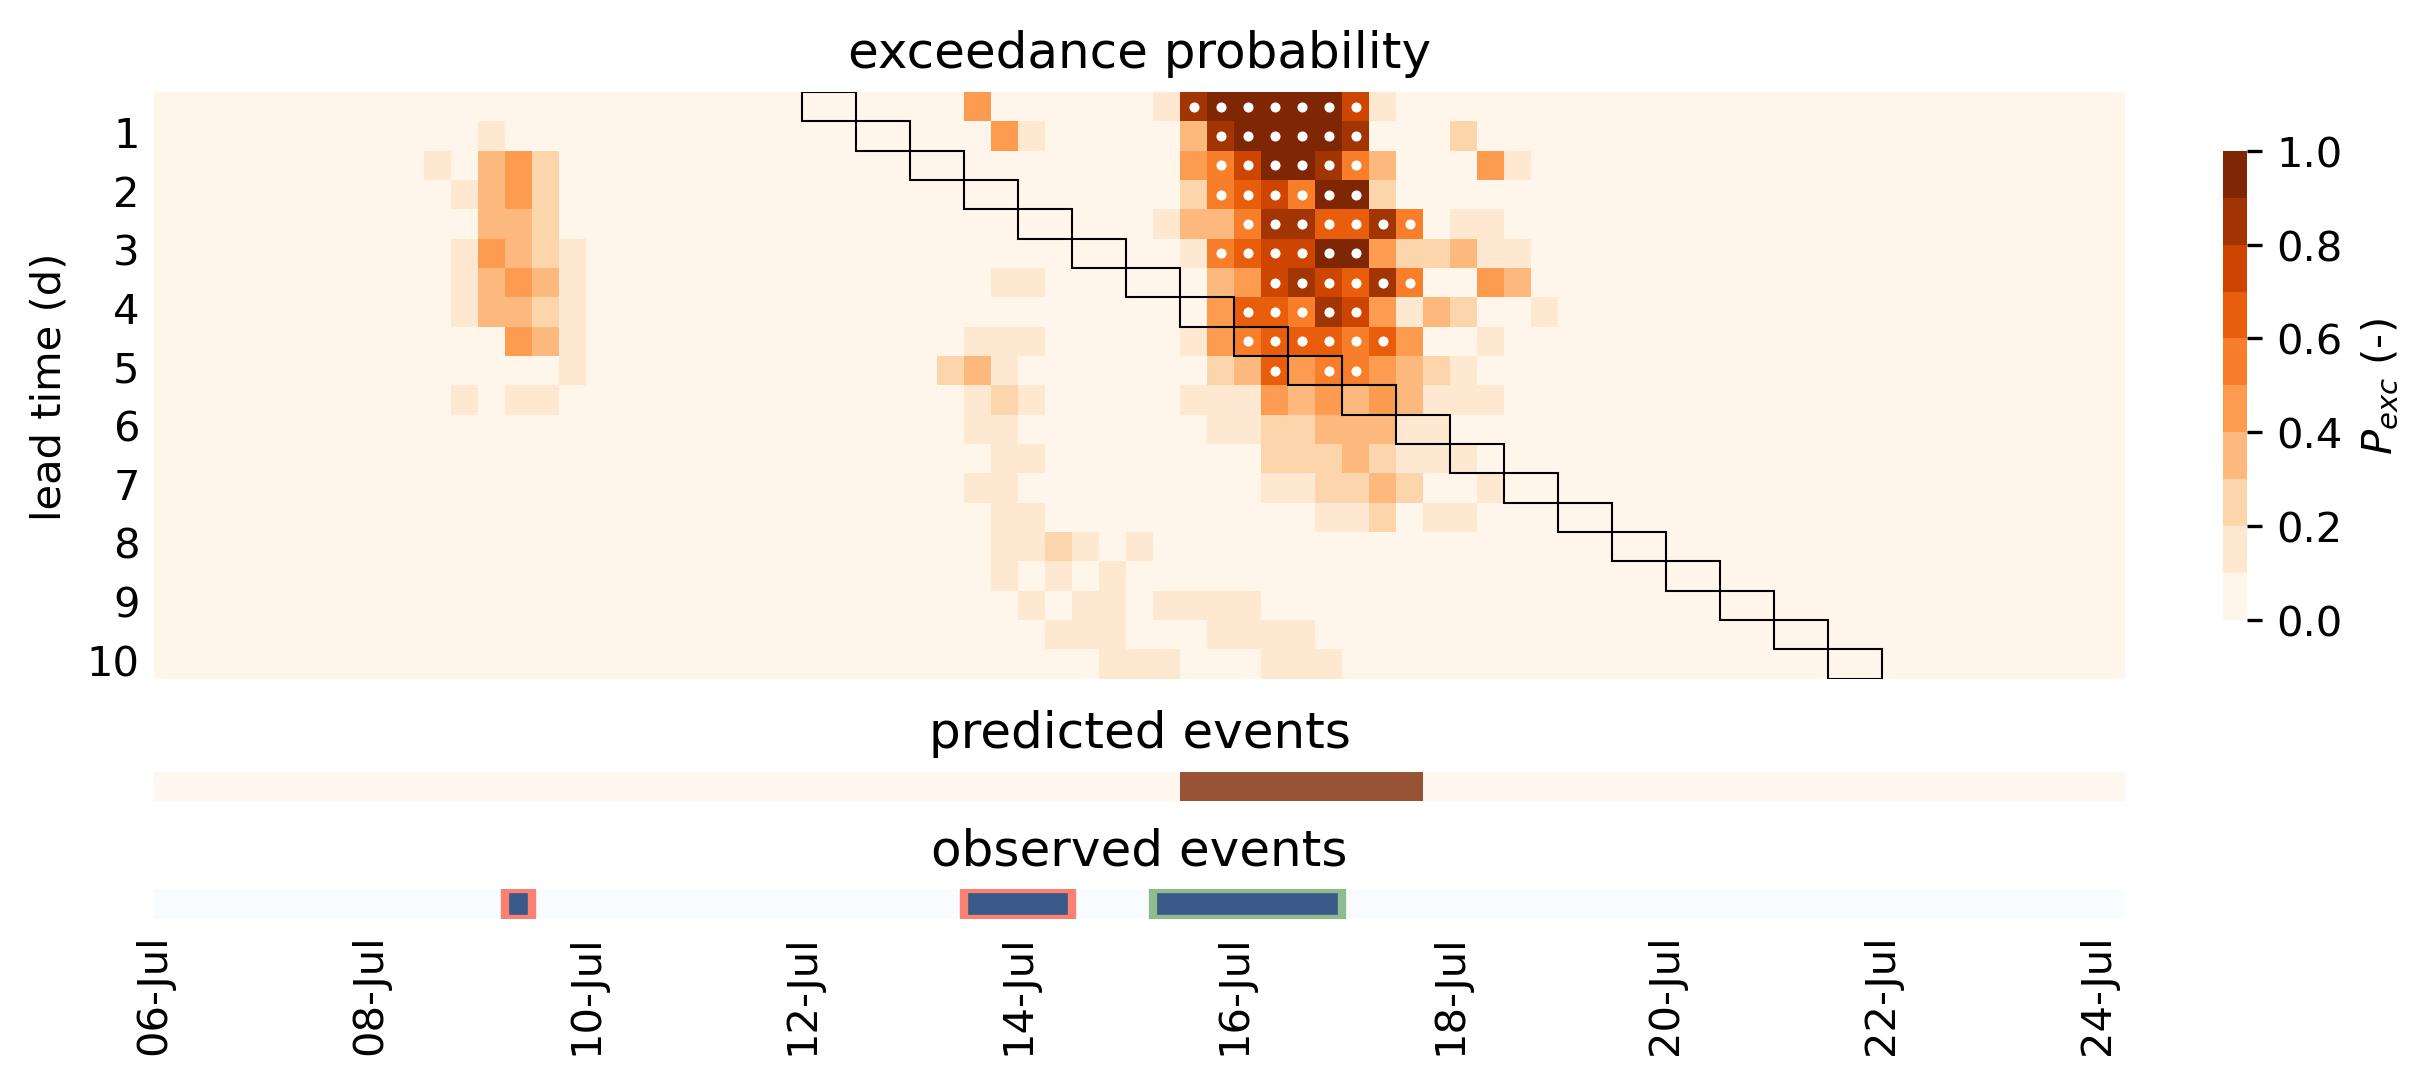 exceedance probability
lead time (d)
1
2
3
4
5
6
7
8
9
10
1.0
0.8
0.6
0.4
0.2
0.0
P_exc (-)
predicted events
observed events
06-Jul
08-Jul
10-Jul
12-Jul
14-Jul
16-Jul
18-Jul
20-Jul
22-Jul
24-Jul